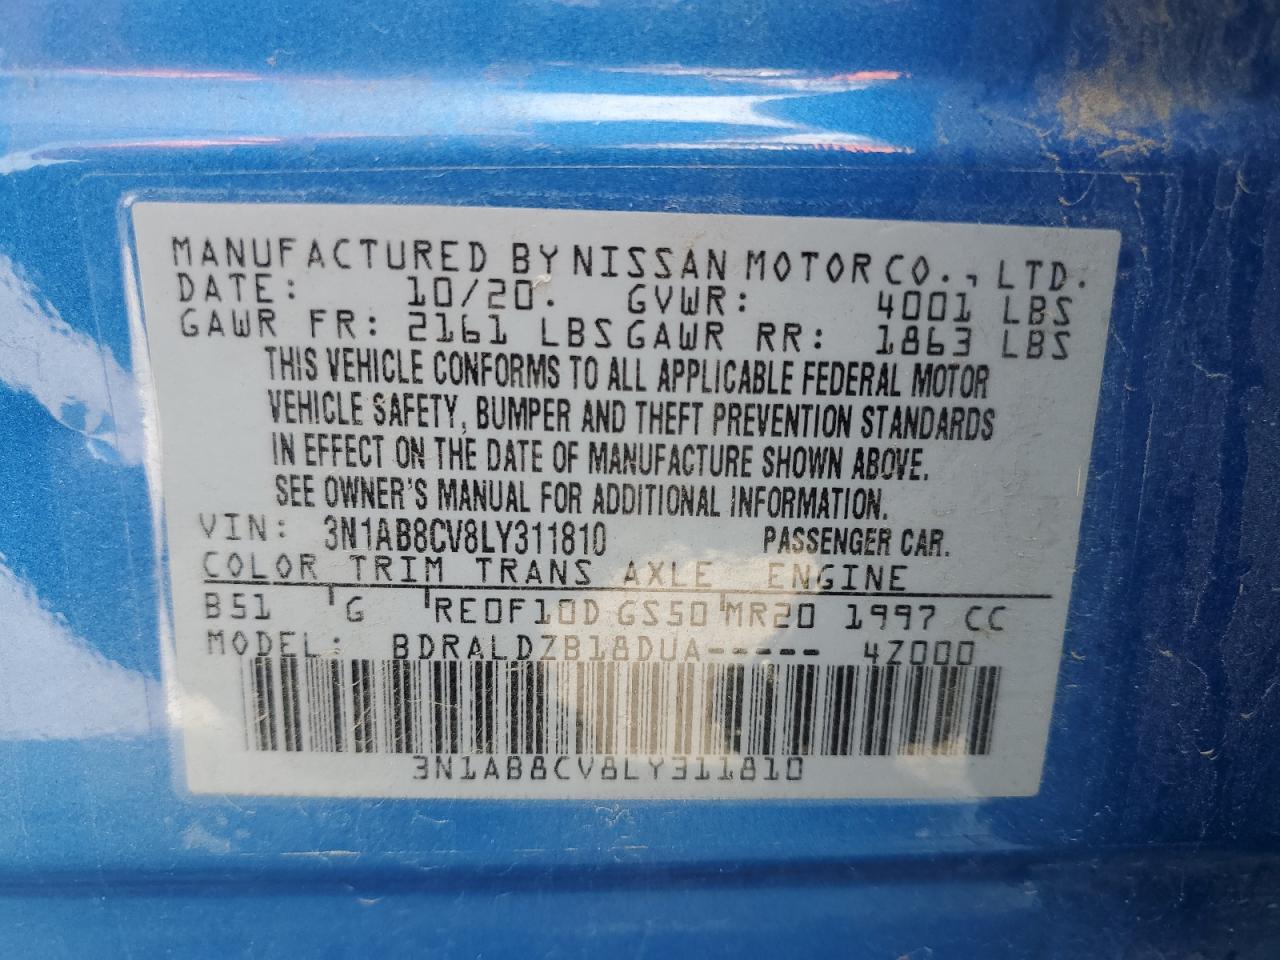 MANUFACTURED BY NISSAN MOTOR CO., LTD.
DATE: 10/20. GVWR: 4001 LBS
GAWR FR: 2161 LBS GAWR RR: 1863 LBS
THIS VEHICLE CONFORMS TO ALL APPLICABLE FEDERAL MOTOR
VEHICLE SAFETY, BUMPER AND THEFT PREVENTION STANDARDS
IN EFFECT ON THE DATE OF MANUFACTURE SHOWN ABOVE.
SEE OWNER'S MANUAL FOR ADDITIONAL INFORMATION.
VIN: 3N1AB8CV8LY311810 PASSENGER CAR.
COLOR TRIM TRANS AXLE ENGINE
B51 G RE0F10D GS50 MR20 1997 CC
MODEL: BDRALDZB18DUA----- 4Z000
3N1AB8CV8LY311810